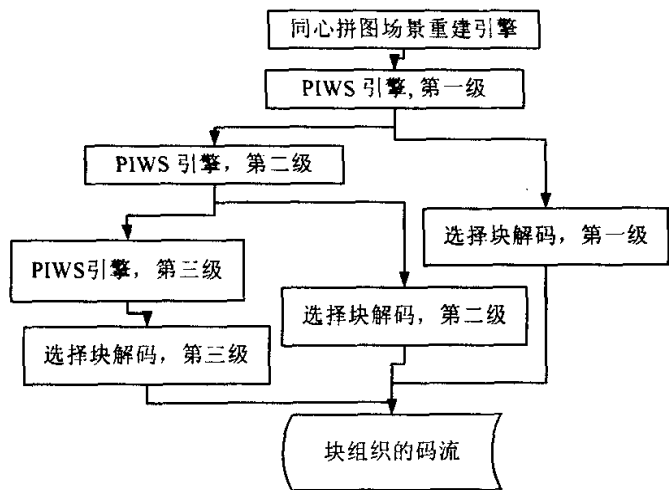 同心拼图场景重建引擎
PIWS 引擎,第一级
PIWS 引擎，第二级
选择块解码，第一级
PIWS引擎，第三级
选择块解码，第二级
选择块解码，第三级
块组织的码流